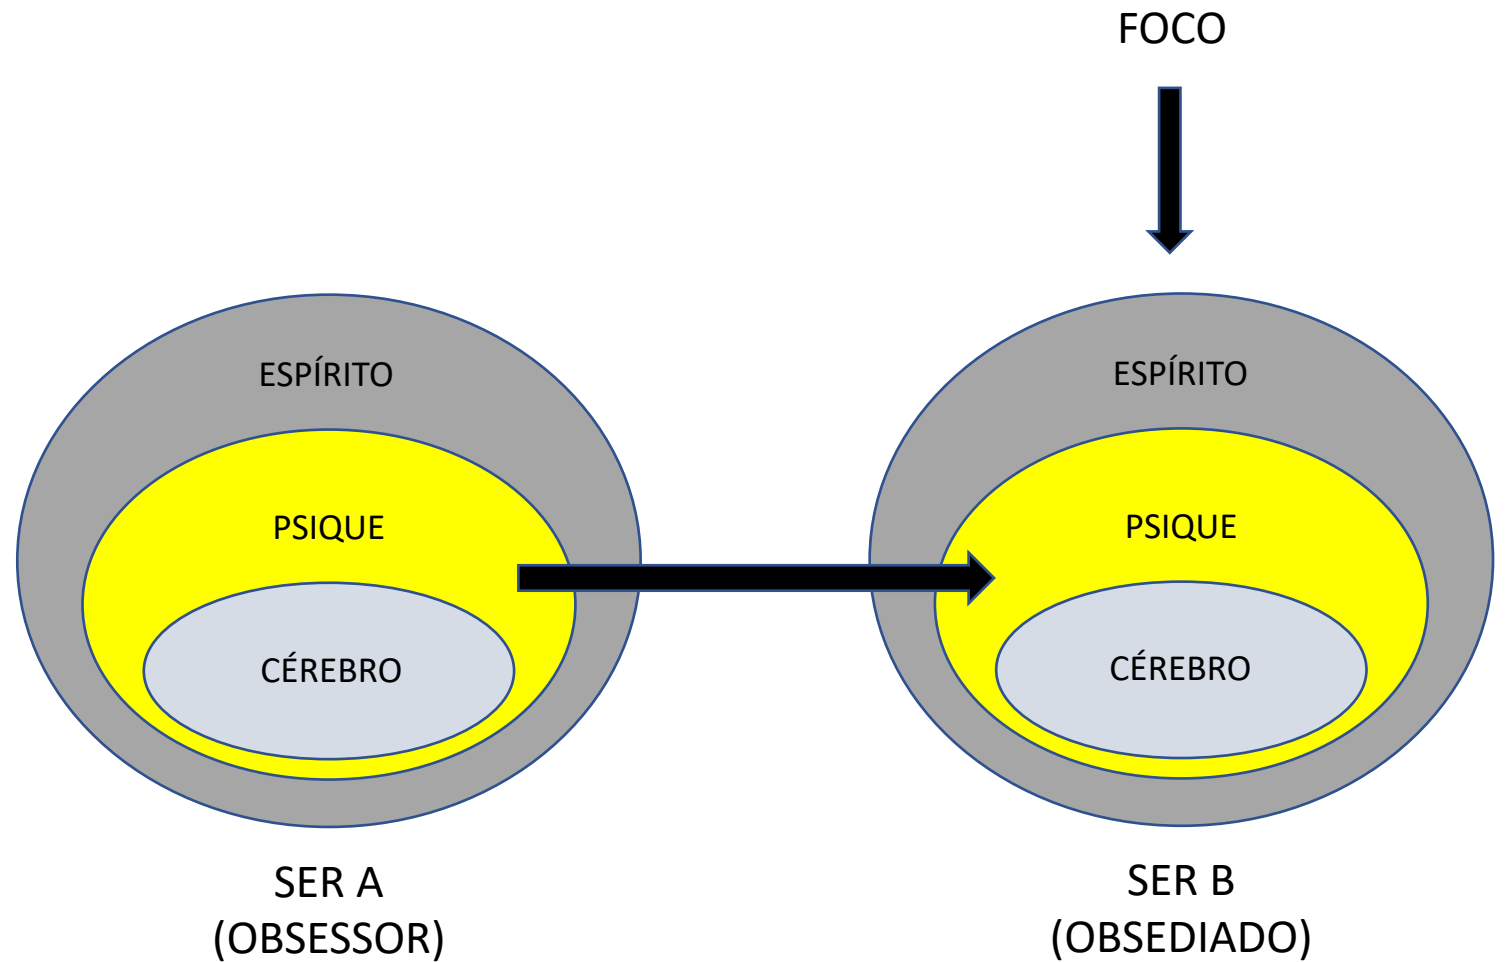 FOCO
ESPÍRITO
PSIQUE
CÉREBRO
SER A
(OBSESSOR)
ESPÍRITO
PSIQUE
CÉREBRO
SER B
(OBSEDIADO)